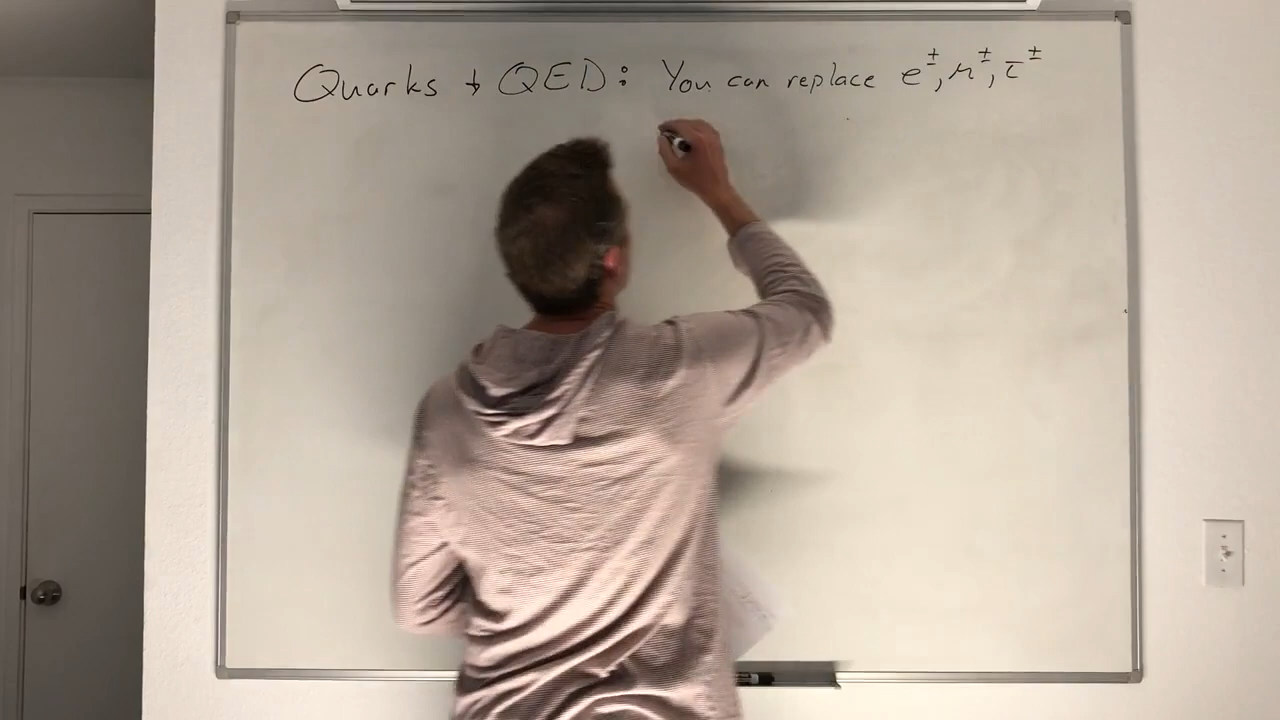 Quarks + QED: You can replace e^±, μ^±, τ^±